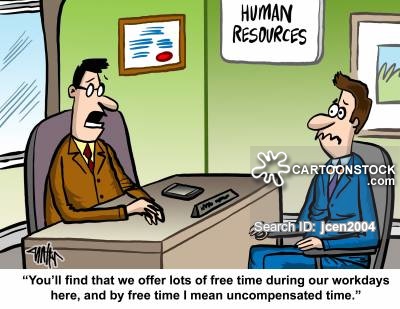 HUMAN
RESOURCES
CARTOONSTOCK
.com
Search ID: jcen2004
"You'll find that we offer lots of free time during our workdays
here, and by free time I mean uncompensated time."